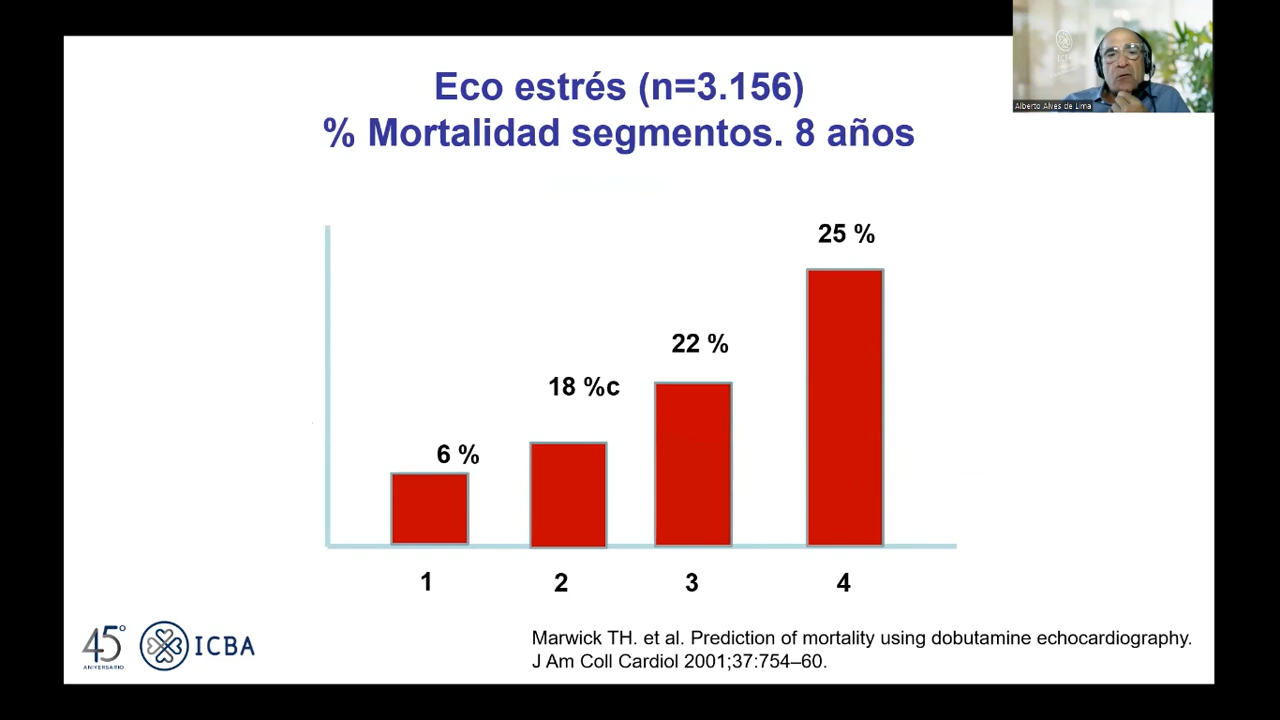 Eco estrés (n=3.156)
% Mortalidad segmentos. 8 años
Alberto Alves de Lima
25 %
22 %
18 %c
6 %
1
2
3
4
45°
ANIVERSARIO
ICBA
Marwick TH. et al. Prediction of mortality using dobutamine echocardiography.
J Am Coll Cardiol 2001;37:754–60.